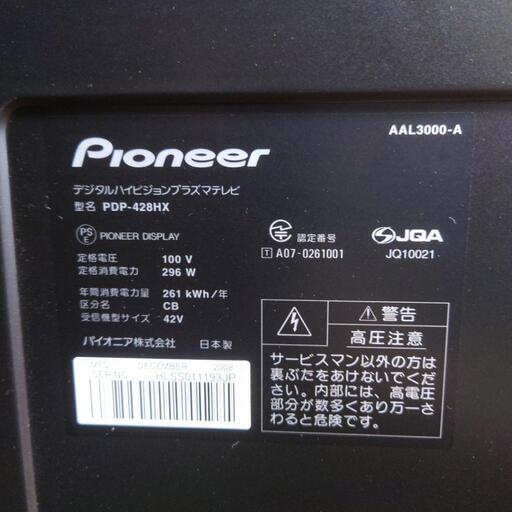 AAL3000-A
Pioneer
デジタルハイビジョンプラズマテレビ
型名 PDP-428HX
PS E PIONEER DISPLAY
認定番号
T A07-0261001
JQA
JQ10021
定格電圧 100 V
定格消費電力 296 W
年間消費電力量 261 kWh/年
区分名 CB
受信機型サイズ 42V
パイオニア株式会社 日本製
MFG. DECEMBER 2008
SER.NO. HLSS011193JP
警告
高圧注意
サービスマン以外の方は
裏ぶたをあけないでくだ
さい。内部には、高電圧
部分が数多くあり万一さ
わると危険です。